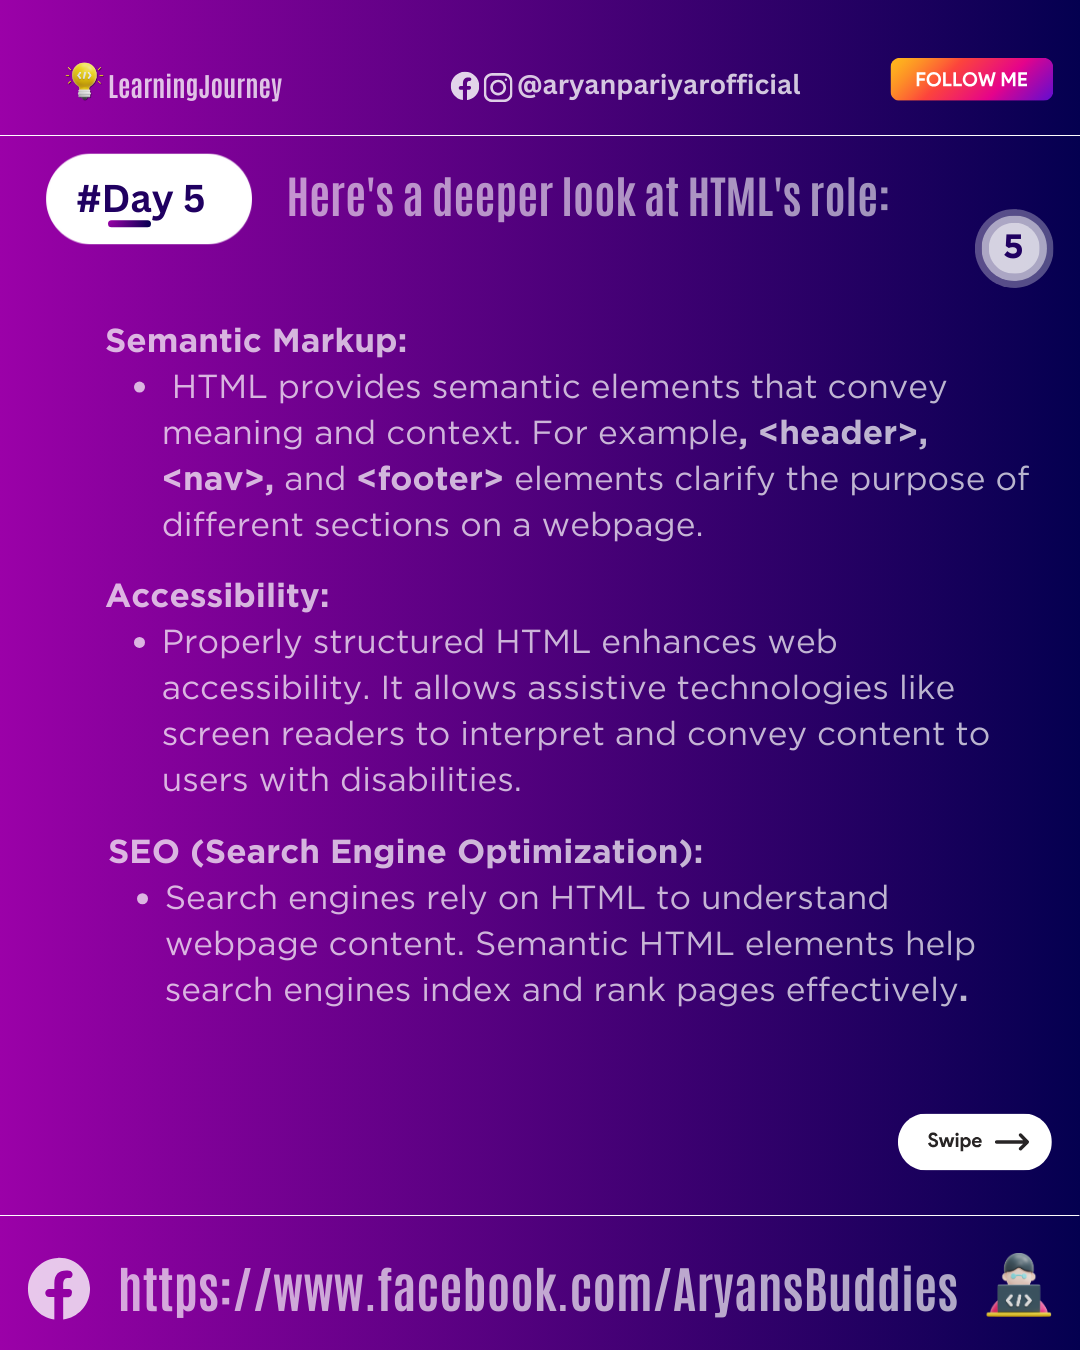 LearningJourney
@aryanpariyarofficial
FOLLOW ME
#Day 5
Here's a deeper look at HTML's role:
5
Semantic Markup:
• HTML provides semantic elements that convey
meaning and context. For example, <header>,
<nav>, and <footer> elements clarify the purpose of
different sections on a webpage.
Accessibility:
• Properly structured HTML enhances web
accessibility. It allows assistive technologies like
screen readers to interpret and convey content to
users with disabilities.
SEO (Search Engine Optimization):
• Search engines rely on HTML to understand
webpage content. Semantic HTML elements help
search engines index and rank pages effectively.
Swipe
https://www.facebook.com/AryansBuddies